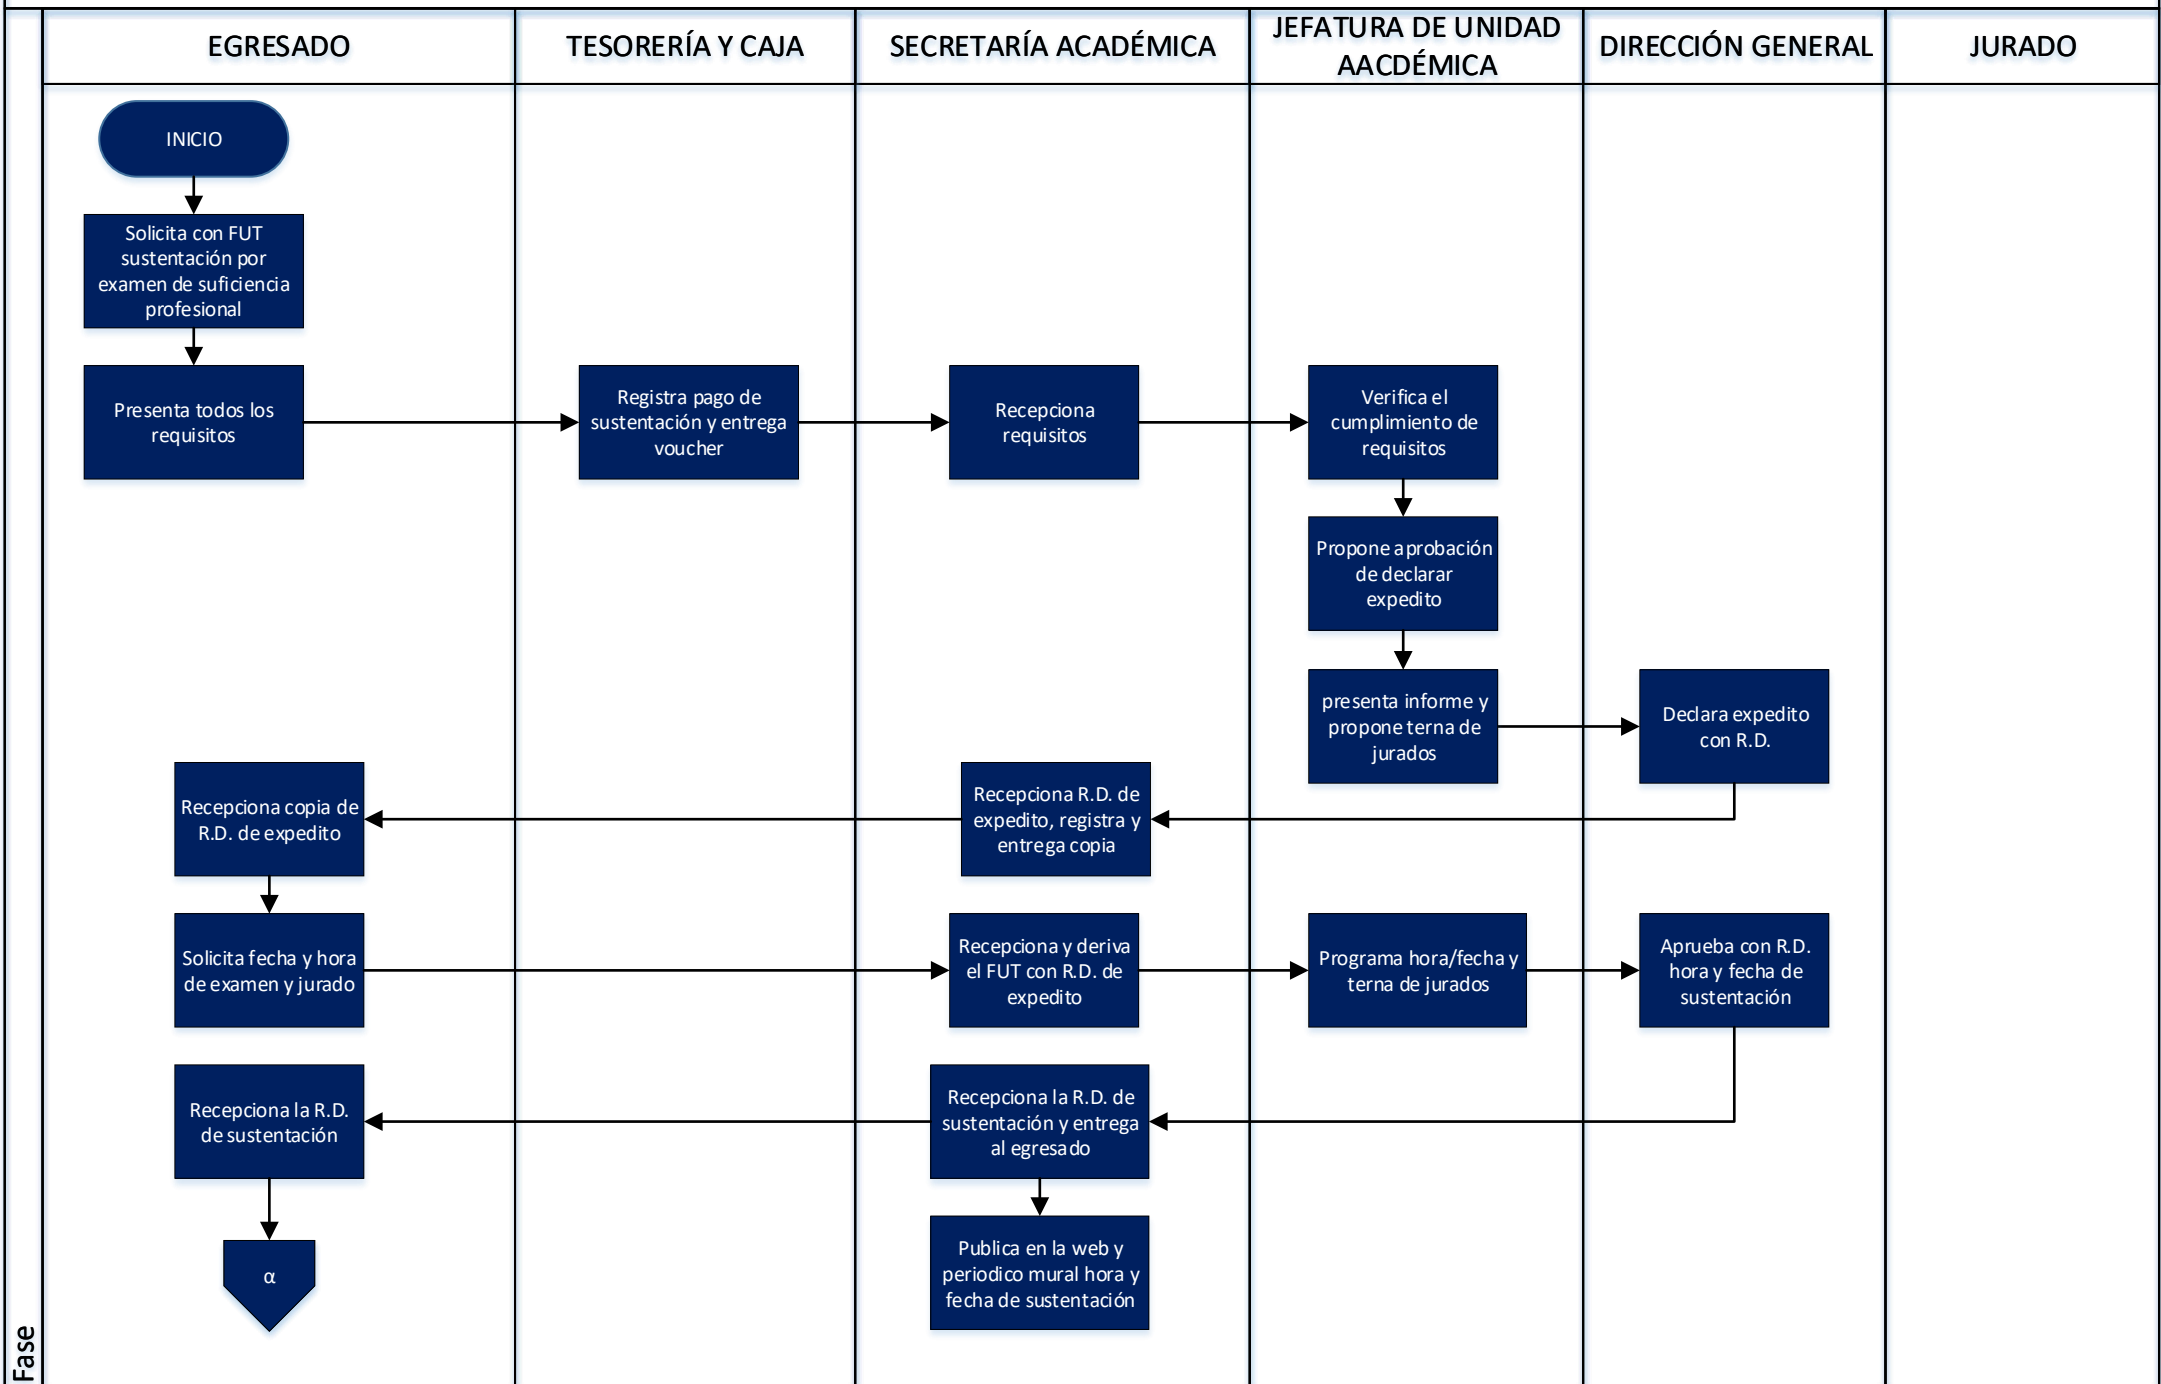 EGRESADO
TESORERÍA Y CAJA
SECRETARÍA ACADÉMICA
JEFATURA DE UNIDAD
AACDÉMICA
DIRECCIÓN GENERAL
JURADO
INICIO
Solicita con FUT
sustentación por
examen de suficiencia
profesional
Presenta todos los
requisitos
Registra pago de
sustentación y entrega
voucher
Recepciona
requisitos
Verifica el
cumplimiento de
requisitos
Propone aprobación
de declarar
expedito
presenta informe y
propone terna de
jurados
Declara expedito
con R.D.
Recepciona R.D. de
expedito, registra y
entrega copia
Recepciona copia de
R.D. de expedito
Solicita fecha y hora
de examen y jurado
Recepciona y deriva
el FUT con R.D. de
expedito
Programa hora/fecha y
terna de jurados
Aprueba con R.D.
hora y fecha de
sustentación
Recepciona la R.D. de
sustentación y entrega
al egresado
Recepciona la R.D.
de sustentación
Publica en la web y
periodico mural hora y
fecha de sustentación
α
Fase